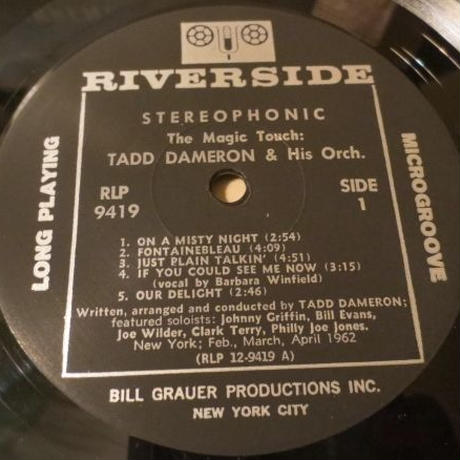 RIVERSIDE
STEREOPHONIC
The Magic Touch:
TADD DAMERON & His Orch.
RLP
9419
SIDE
1
LONG PLAYING
MICROGROOVE
1. ON A MISTY NIGHT (2:54)
2. FONTAINEBLEAU (4:09)
3. JUST PLAIN TALKIN' (4:51)
4. IF YOU COULD SEE ME NOW (3:15)
(vocal by Barbara Winfield)
5. OUR DELIGHT (2:46)
Written, arranged and conducted by TADD DAMERON;
featured soloists: Johnny Griffin, Bill Evans,
Joe Wilder, Clark Terry, Philly Joe Jones.
New York; Feb., March, April 1962
(RLP 12-9419 A)
BILL GRAUER PRODUCTIONS INC.
NEW YORK CITY